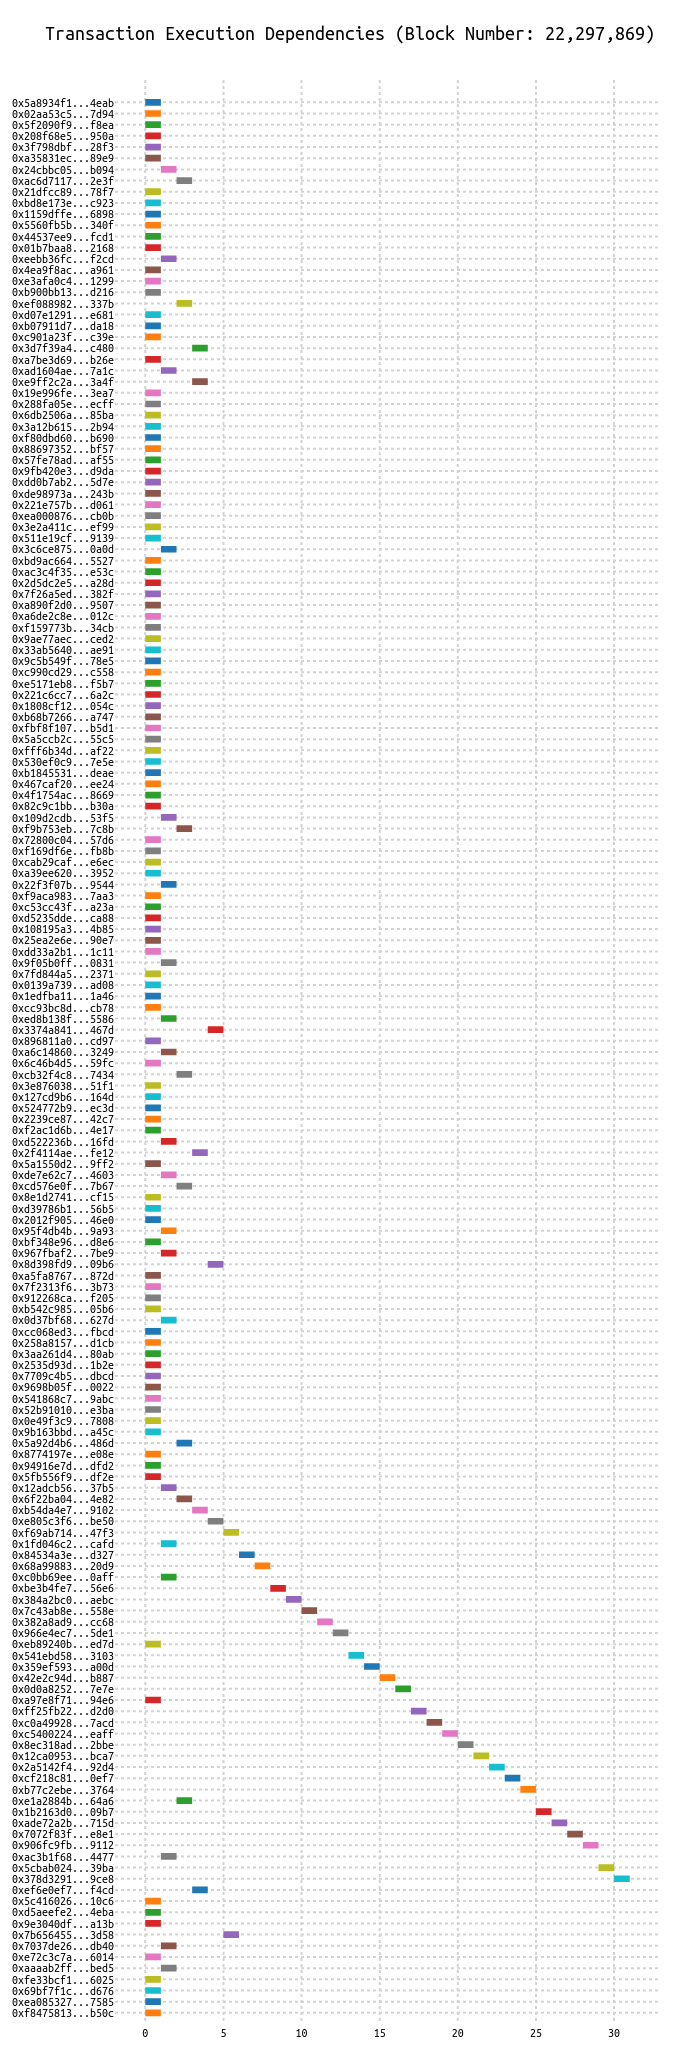 Transaction Execution Dependencies (Block Number: 22,297,869)
0x5a8934f1...4eab
0x02aa53c5...7d94
0x5f2090f9...f8ea
0x208f68e5...950a
0x3f798dbf...28f3
0xa35831ec...89e9
0x24cbbc05...b094
0xac6d7117...2e3f
0x21dfcc89...78f7
0xbd8e173e...c923
0x1159dffe...6898
0x5560fb5b...340f
0x44537ee9...fcd1
0x01b7baa8...2168
0xeebb36fc...f2cd
0x4ea9f8ac...a961
0xe3afa0c4...1299
0xb900bb13...d216
0xef088982...337b
0xd07e1291...e681
0xb07911d7...da18
0xc901a23f...c39e
0x3d7f39a4...c480
0xa7be3d69...b26e
0xad1604ae...7a1c
0xe9ff2c2a...3a4f
0x19e996fe...3ea7
0x288fa05e...ecff
0x6db2506a...85ba
0x3a12b615...2b94
0xf80dbd60...b690
0x88697352...bf57
0x57fe78ad...af55
0x9fb420e3...d9da
0xdd0b7ab2...5d7e
0xde98973a...243b
0x221e757b...d061
0xea000876...cb0b
0x3e2a411c...ef99
0x511e19cf...9139
0x3c6ce875...0a0d
0xbd9ac664...5527
0xac3c4f35...e53c
0x2d5dc2e5...a28d
0x7f26a5ed...382f
0xa890f2d0...9507
0xa6de2c8e...012c
0xf159773b...34cb
0x9ae77aec...ced2
0x33ab5640...ae91
0x9c5b549f...78e5
0xc990cd29...c558
0xe5171eb8...f5b7
0x221c6cc7...6a2c
0x1808cf12...054c
0xb68b7266...a747
0xfbf8f107...b5d1
0x5a5ccb2c...55c5
0xfff6b34d...af22
0x530ef0c9...7e5e
0xb1845531...deae
0x467caf20...ee24
0x4f1754ac...8669
0x82c9c1bb...b30a
0x109d2cdb...53f5
0xf9b753eb...7c8b
0x72800c04...57d6
0xf169df6e...fb8b
0xcab29caf...e6ec
0xa39ee620...3952
0x22f3f07b...9544
0xf9aca983...7aa3
0xc53cc43f...a23a
0xd5235dde...ca88
0x108195a3...4b85
0x25ea2e6e...90e7
0xdd33a2b1...1c11
0x9f05b0ff...0831
0x7fd844a5...2371
0x0139a739...ad08
0x1edfba11...1a46
0xcc93bc8d...cb78
0xed8b138f...5586
0x3374a841...467d
0x896811a0...cd97
0xa6c14860...3249
0x6c46b4d5...59fc
0xcb32f4c8...7434
0x3e876038...51f1
0x127cd9b6...164d
0x524772b9...ec3d
0x2239ce87...42c7
0xf2ac1d6b...4e17
0xd522236b...16fd
0x2f4114ae...fe12
0x5a1550d2...9ff2
0xde7e62c7...4603
0xcd576e0f...7b67
0x8e1d2741...cf15
0xd39786b1...56b5
0x2012f905...46e0
0x95f4db4b...9a93
0xbf348e96...d8e6
0x967fbaf2...7be9
0x8d398fd9...09b6
0xa5fa8767...872d
0x7f2313f6...3b73
0x912268ca...f205
0xb542c985...05b6
0x0d37bf68...627d
0xcc068ed3...fbcd
0x258a8157...d1cb
0x3aa261d4...80ab
0x2535d93d...1b2e
0x7709c4b5...dbcd
0x9698b05f...0022
0x541868c7...9abc
0x52b91010...e3ba
0x0e49f3c9...7808
0x9b163bbd...a45c
0x5a92d4b6...486d
0x8774197e...e08e
0x94916e7d...dfd2
0x5fb556f9...df2e
0x12adcb56...37b5
0x6f22ba04...4e82
0xb54da4e7...9102
0xe805c3f6...be50
0xf69ab714...47f3
0x1fd046c2...cafd
0x84534a3e...d327
0x68a99883...20d9
0xc0bb69ee...0aff
0xbe3b4fe7...56e6
0x384a2bc0...aebc
0x7c43ab8e...558e
0x382a8ad9...cc68
0x966e4ec7...5de1
0xeb89240b...ed7d
0x541ebd58...3103
0x359ef593...a00d
0x42e2c94d...b887
0x0d0a8252...7e7e
0xa97e8f71...94e6
0xff25fb22...d2d0
0xc0a49928...7acd
0xc5400224...eaff
0x8ec318ad...2bbe
0x12ca0953...bca7
0x2a5142f4...92d4
0xcf218c81...0ef7
0xb77c2ebe...3764
0xe1a2884b...64a6
0x1b2163d0...09b7
0xade72a2b...715d
0x7072f83f...e8e1
0x906fc9fb...9112
0xac3b1f68...4477
0x5cbab024...39ba
0x378d3291...9ce8
0xef6e0ef7...f4cd
0x5c416026...10c6
0xd5aeefe2...4eba
0x9e3040df...a13b
0x7b656455...3d58
0x7037de26...db40
0xe72c3c7a...6014
0xaaaab2ff...bed5
0xfe33bcf1...6025
0x69bf7f1c...d676
0xea085327...7585
0xf8475813...b50c
0 5 10 15 20 25 30